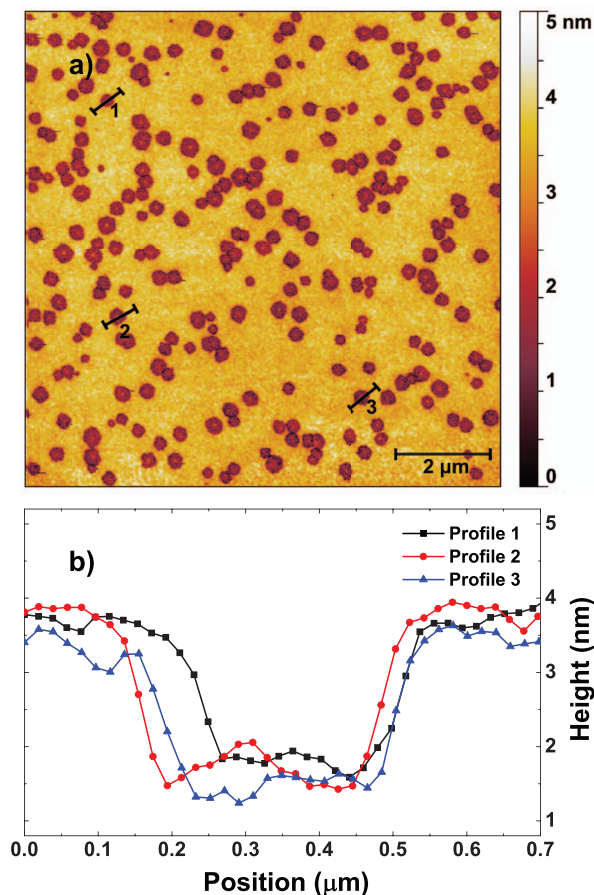 a)
1
2
3
2 μm
5 nm
4
3
2
1
0
b)
Profile 1
Profile 2
Profile 3
5
4
3
2
1
Height (nm)
0.0 0.1 0.2 0.3 0.4 0.5 0.6 0.7
Position (μm)